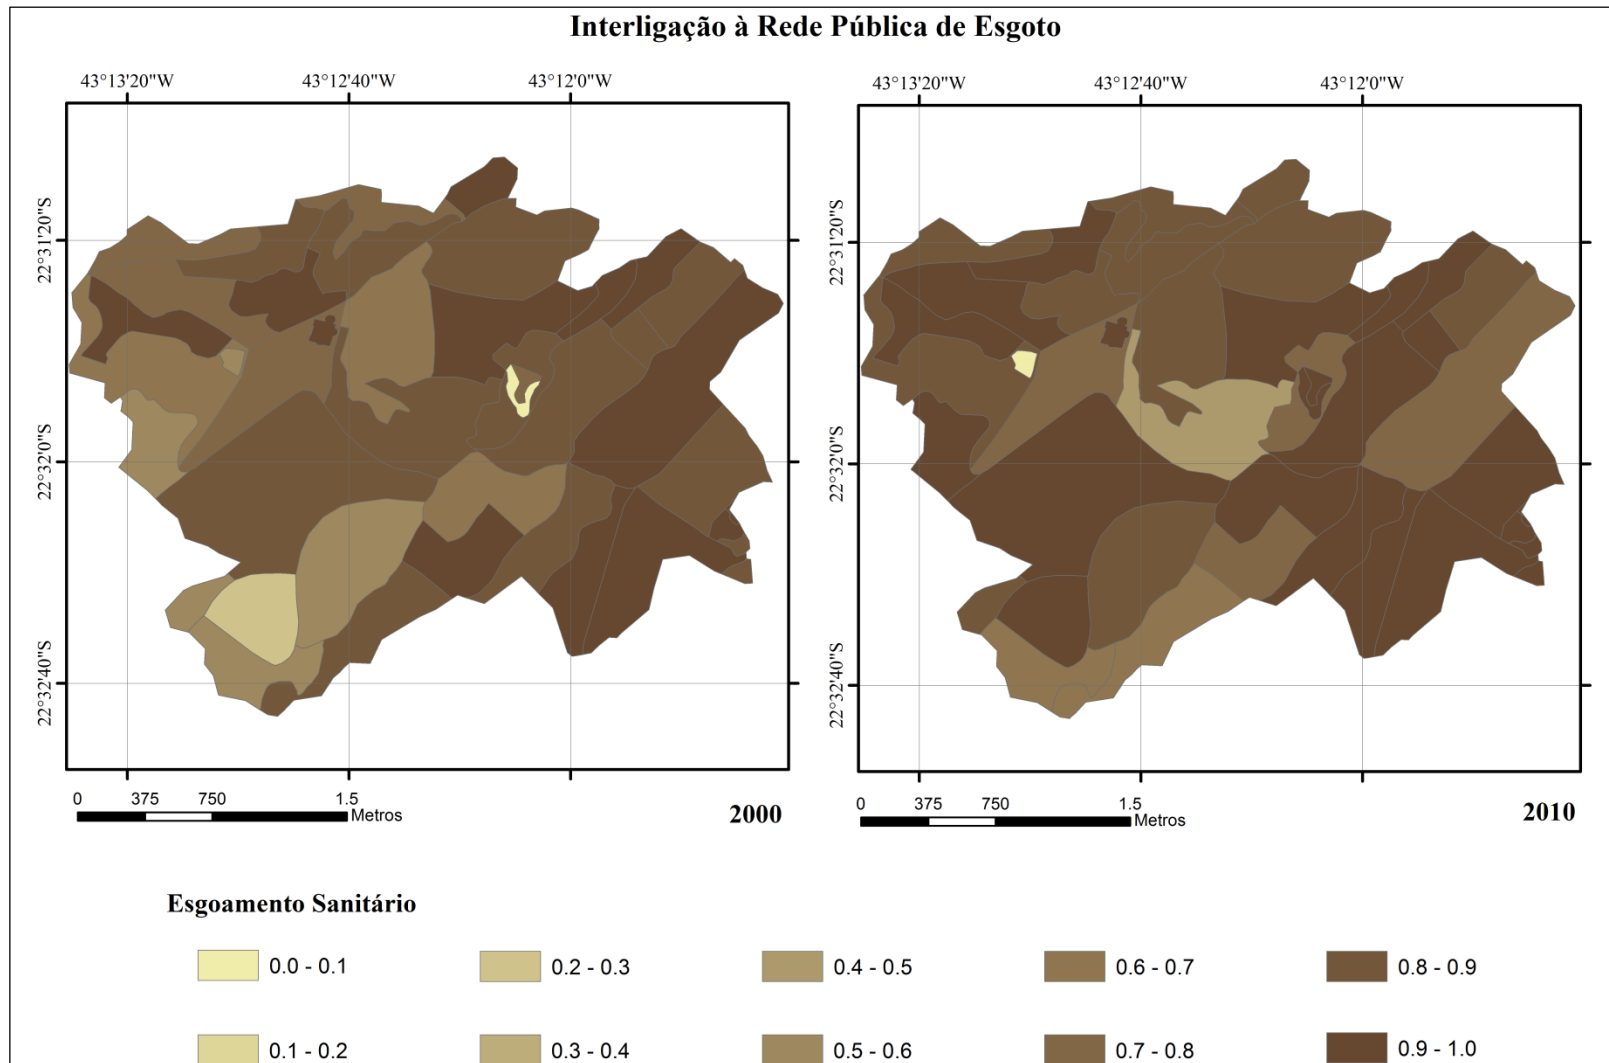 Interligação à Rede Pública de Esgoto
43°13'20"W 43°12'40"W 43°12'0"W
43°13'20"W 43°12'40"W 43°12'0"W
22°31'20"S
22°32'0"S
22°32'40"S
22°31'20"S
22°32'0"S
22°32'40"S
0 375 750 1.5
Metros
2000
0 375 750 1.5
Metros
2010
Esgoamento Sanitário
0.0 - 0.1 0.2 - 0.3 0.4 - 0.5 0.6 - 0.7 0.8 - 0.9
0.1 - 0.2 0.3 - 0.4 0.5 - 0.6 0.7 - 0.8 0.9 - 1.0